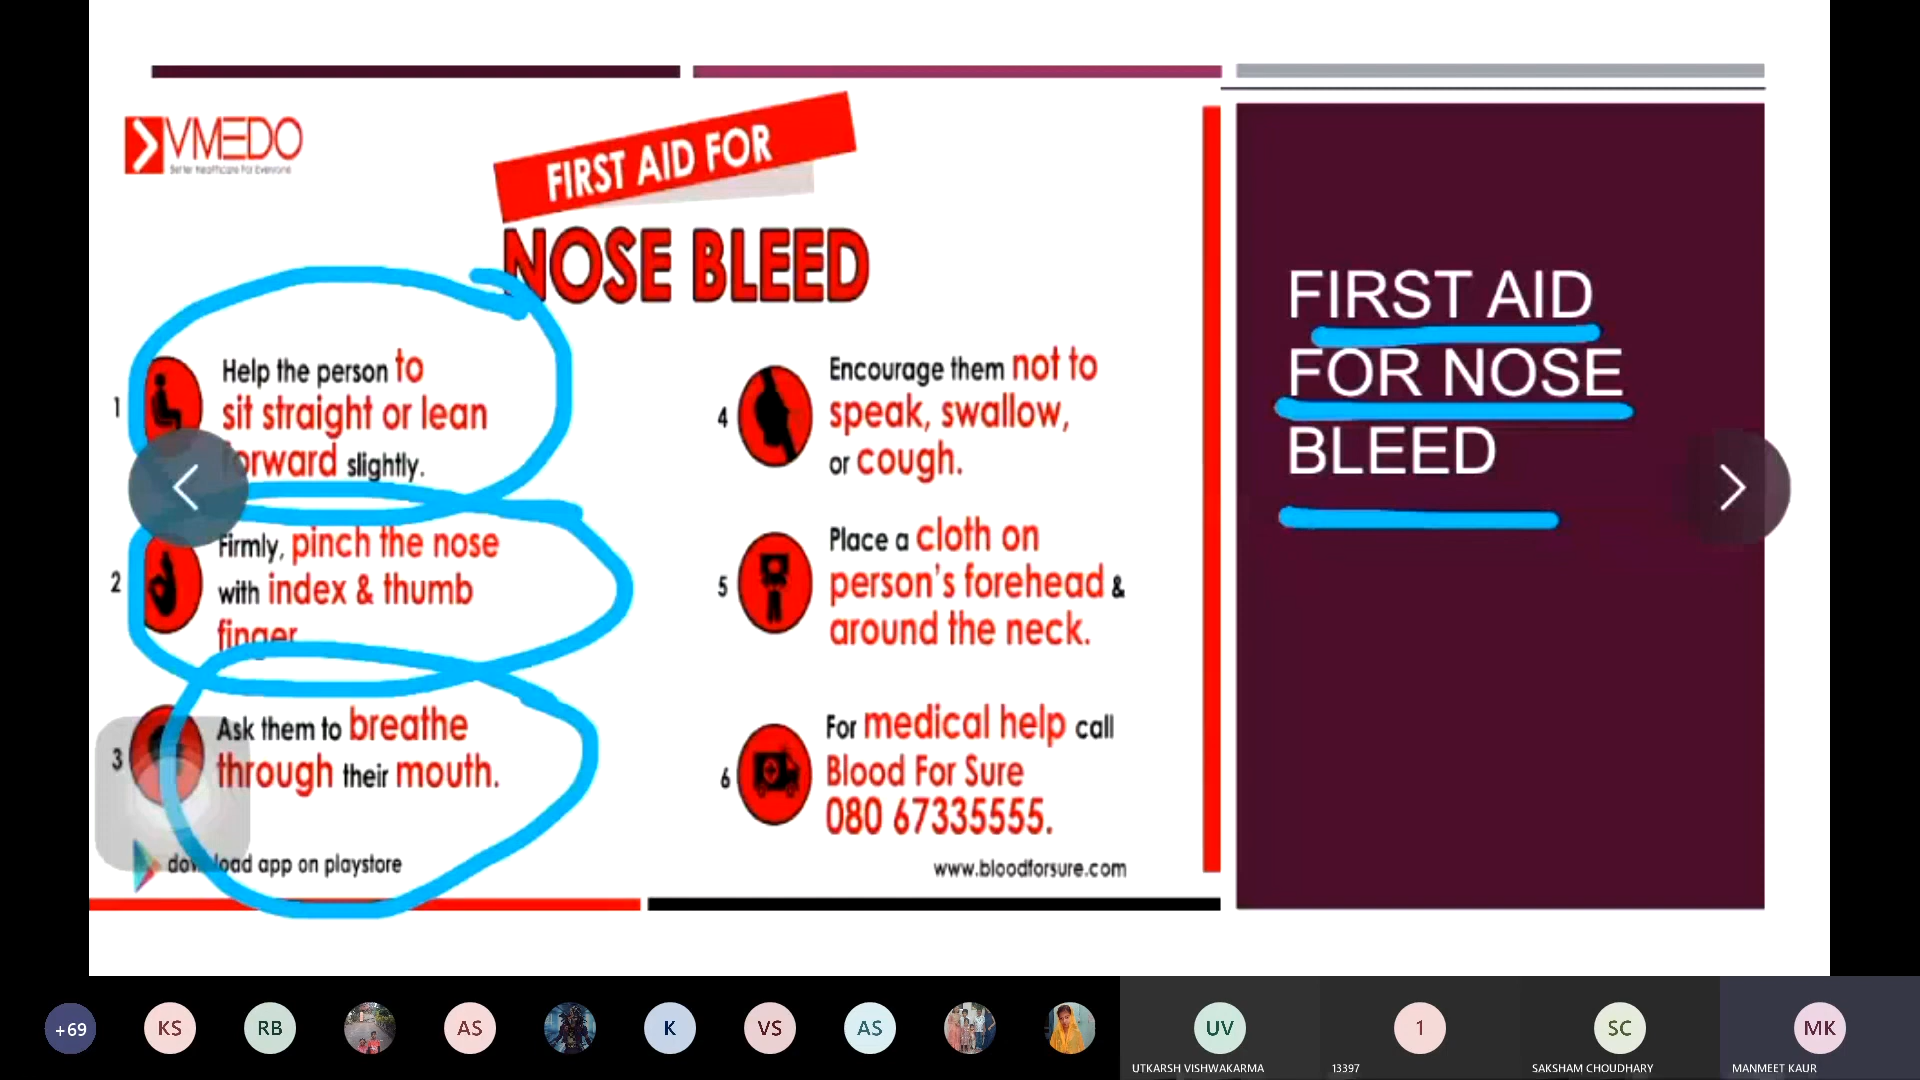 VMEDO
Better Healthcare For Everyone
FIRST AID FOR
NOSE BLEED
1
Help the person to
sit straight or lean
forward slightly.
2
Firmly, pinch the nose
with index & thumb
finger
3
Ask them to breathe
through their mouth.
download app on playstore
4
Encourage them not to
speak, swallow,
or cough.
5
Place a cloth on
person's forehead &
around the neck.
6
For medical help call
Blood For Sure
080 67335555.
www.bloodforsure.com
FIRST AID
FOR NOSE
BLEED
+69
KS
RB
AS
K
VS
AS
UV
UTKARSH VISHWAKARMA
1
13397
SC
SAKSHAM CHOUDHARY
MK
MANMEET KAUR